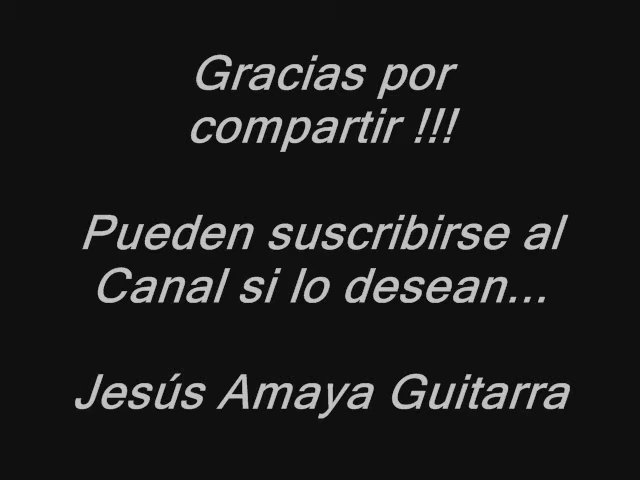 Gracias por
compartir !!!
Pueden suscribirse al
Canal si lo desean...
Jesús Amaya Guitarra